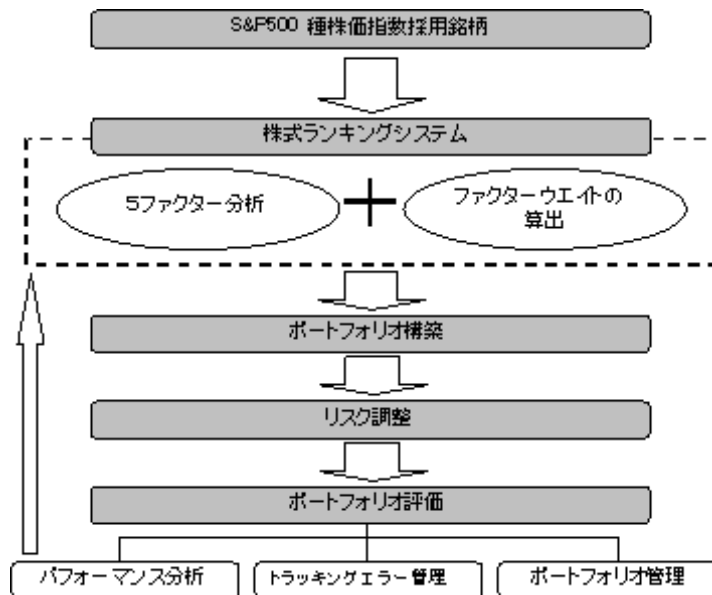 S&P500 種株価指数採用銘柄
株式ランキングシステム
5ファクター分析
ファクターウエイトの
算出
ポートフォリオ構築
リスク調整
ポートフォリオ評価
パフォーマンス分析
トラッキングエラー管理
ポートフォリオ管理